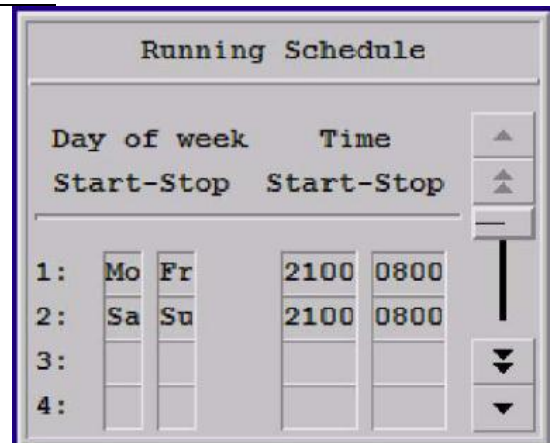 Running Schedule
Day of week Time
Start-Stop Start-Stop
1: Mo Fr 2100 0800
2: Sa Su 2100 0800
3:
4: